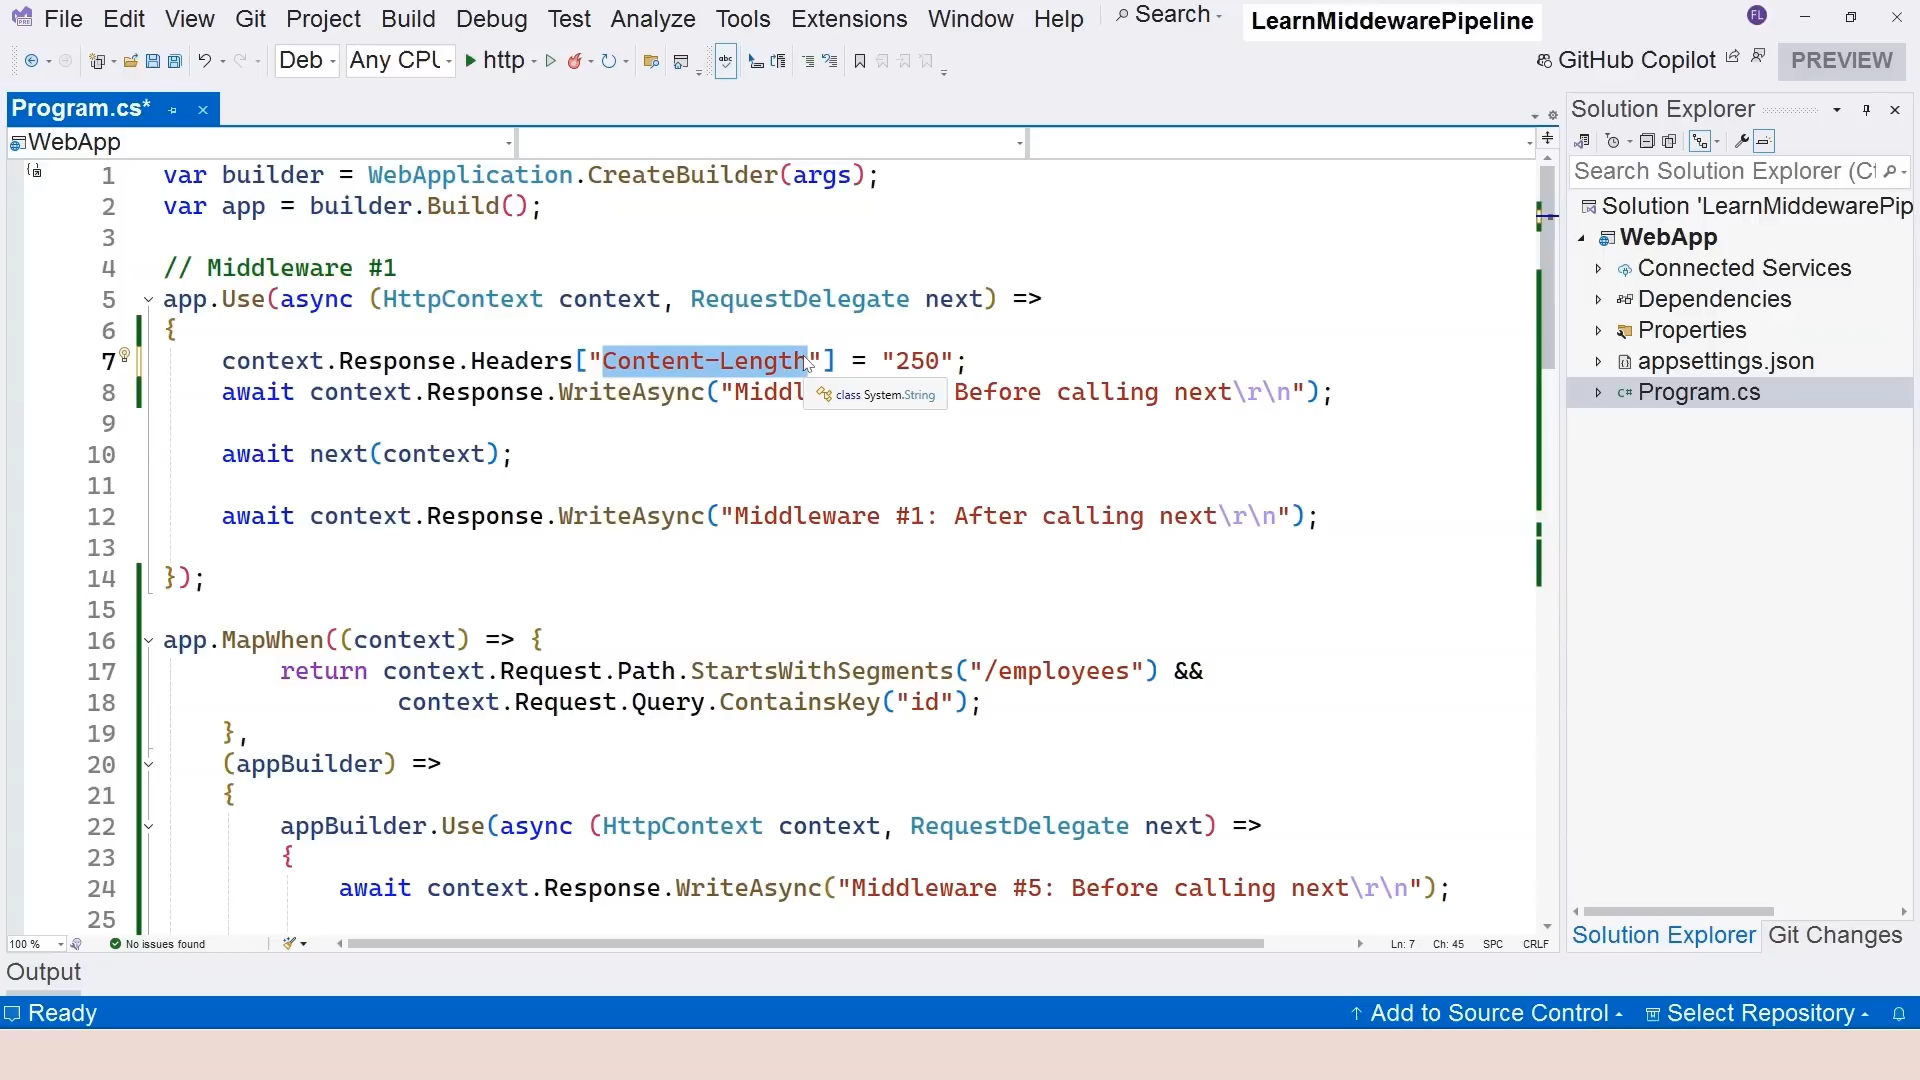 File Edit View Git Project Build Debug Test Analyze Tools Extensions Window Help Search LearnMiddewarePipeline FL
Deb Any CPU http GitHub Copilot PREVIEW
Program.cs*
WebApp
1 var builder = WebApplication.CreateBuilder(args);
2 var app = builder.Build();
3
4 // Middleware #1
5 app.Use(async (HttpContext context, RequestDelegate next) =>
6 {
7 context.Response.Headers["Content-Length"] = "250";
8 await context.Response.WriteAsync("Middl Before calling next\r\n");
class System.String
9
10 await next(context);
11
12 await context.Response.WriteAsync("Middleware #1: After calling next\r\n");
13
14 });
15
16 app.MapWhen((context) => {
17 return context.Request.Path.StartsWithSegments("/employees") &&
18 context.Request.Query.ContainsKey("id");
19 },
20 (appBuilder) =>
21 {
22 appBuilder.Use(async (HttpContext context, RequestDelegate next) =>
23 {
24 await context.Response.WriteAsync("Middleware #5: Before calling next\r\n");
25
100 % No issues found Ln: 7 Ch: 45 SPC CRLF
Solution Explorer
Search Solution Explorer (Ct
Solution 'LearnMiddewarePip
WebApp
Connected Services
Dependencies
Properties
appsettings.json
C# Program.cs
Solution Explorer Git Changes
Output
Ready Add to Source Control Select Repository